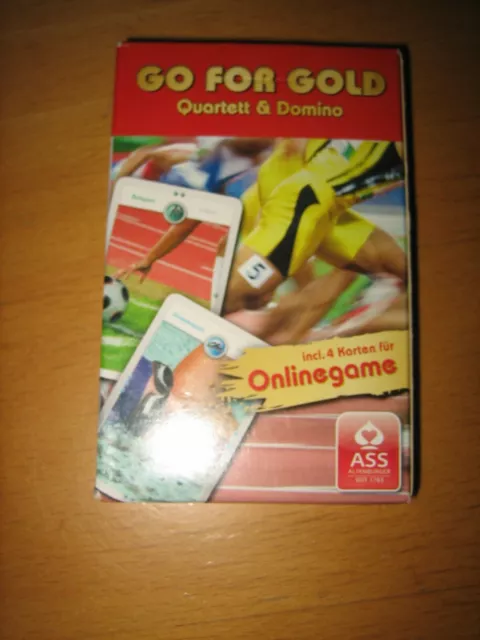 GO FOR GOLD
Quartett & Domino
5
incl. 4 Karten für
Onlinegame
ASS
ALTENBURGER